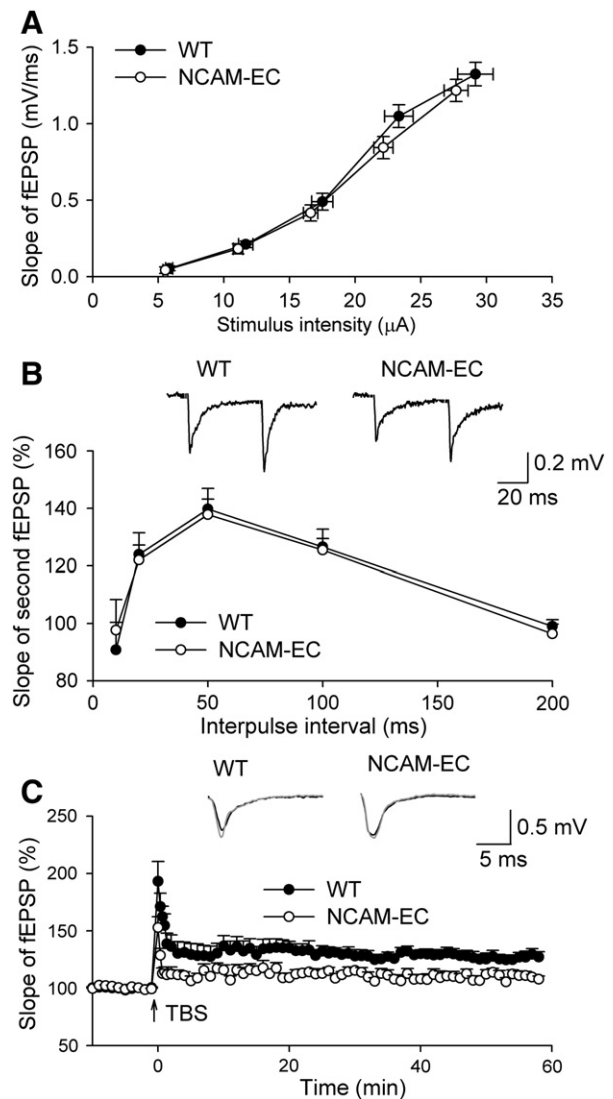 A
WT
NCAM-EC
Slope of fEPSP (mV/ms)
1.5
1.0
0.5
0.0
0 5 10 15 20 25 30 35
Stimulus intensity (μA)
B
WT NCAM-EC
0.2 mV
20 ms
Slope of second fEPSP (%)
160
140
120
100
80
WT
NCAM-EC
0 50 100 150 200
Interpulse interval (ms)
C
WT NCAM-EC
0.5 mV
5 ms
Slope of fEPSP (%)
250
200
150
100
50
WT
NCAM-EC
TBS
0 20 40 60
Time (min)